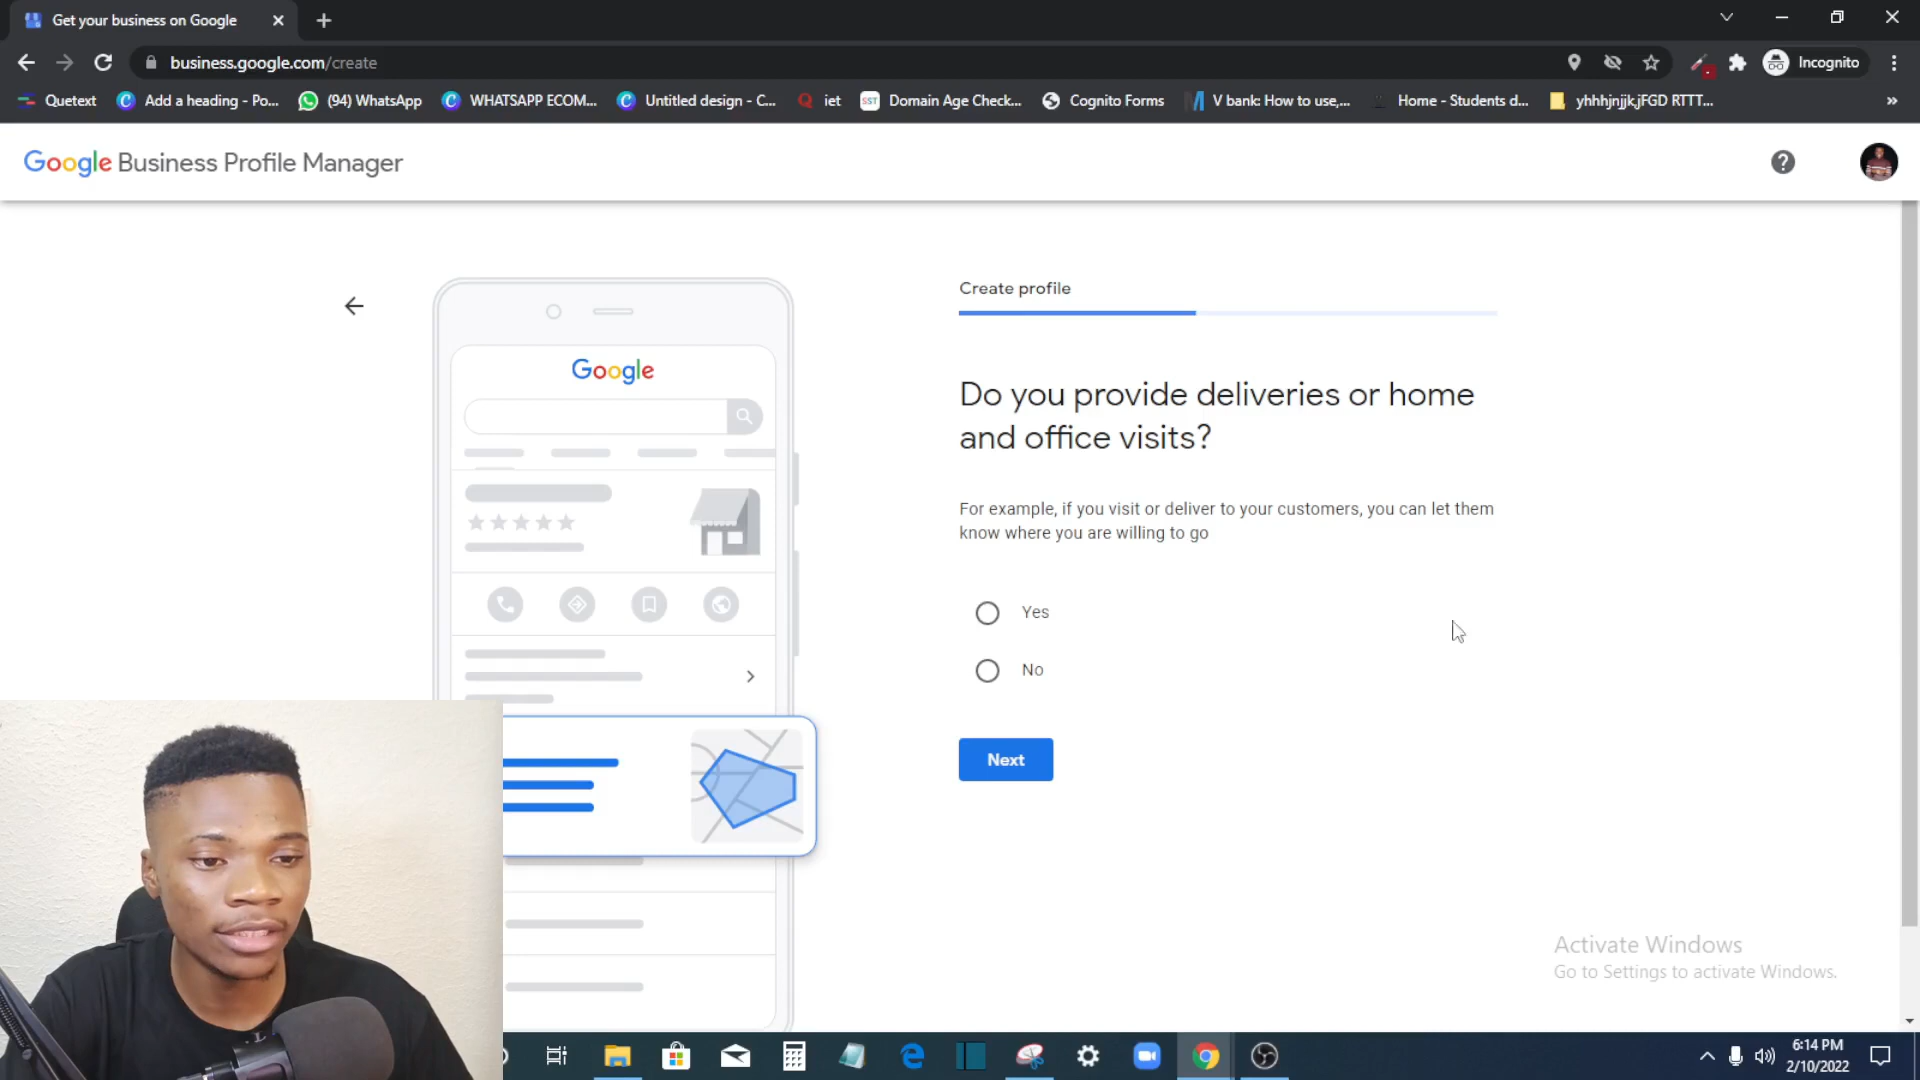 Get your business on Google
business.google.com/create
Incognito
Quetext
Add a heading - Po...
(94) WhatsApp
WHATSAPP ECOM...
Untitled design - C...
iet
SST
Domain Age Check...
Cognito Forms
V bank: How to use,...
Home - Students d...
yhhhjnjjk,jFGD RTTT...
Google Business Profile Manager
Create profile
Google
Do you provide deliveries or home
and office visits?
For example, if you visit or deliver to your customers, you can let them
know where you are willing to go
Yes
No
Next
Activate Windows
Go to Settings to activate Windows.
6:14 PM
2/10/2022